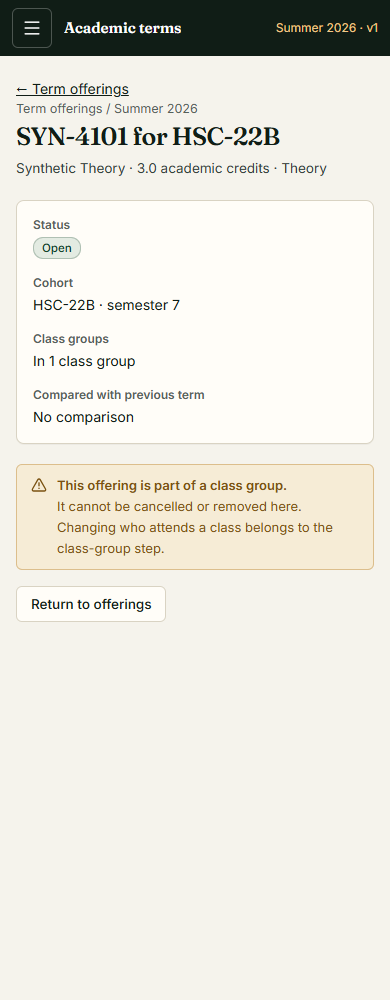 Academic terms
Summer 2026 · v1
← Term offerings
Term offerings / Summer 2026
SYN-4101 for HSC-22B
Synthetic Theory · 3.0 academic credits · Theory
Status
Open
Cohort
HSC-22B · semester 7
Class groups
In 1 class group
Compared with previous term
No comparison
This offering is part of a class group.
It cannot be cancelled or removed here.
Changing who attends a class belongs to the
class-group step.
Return to offerings